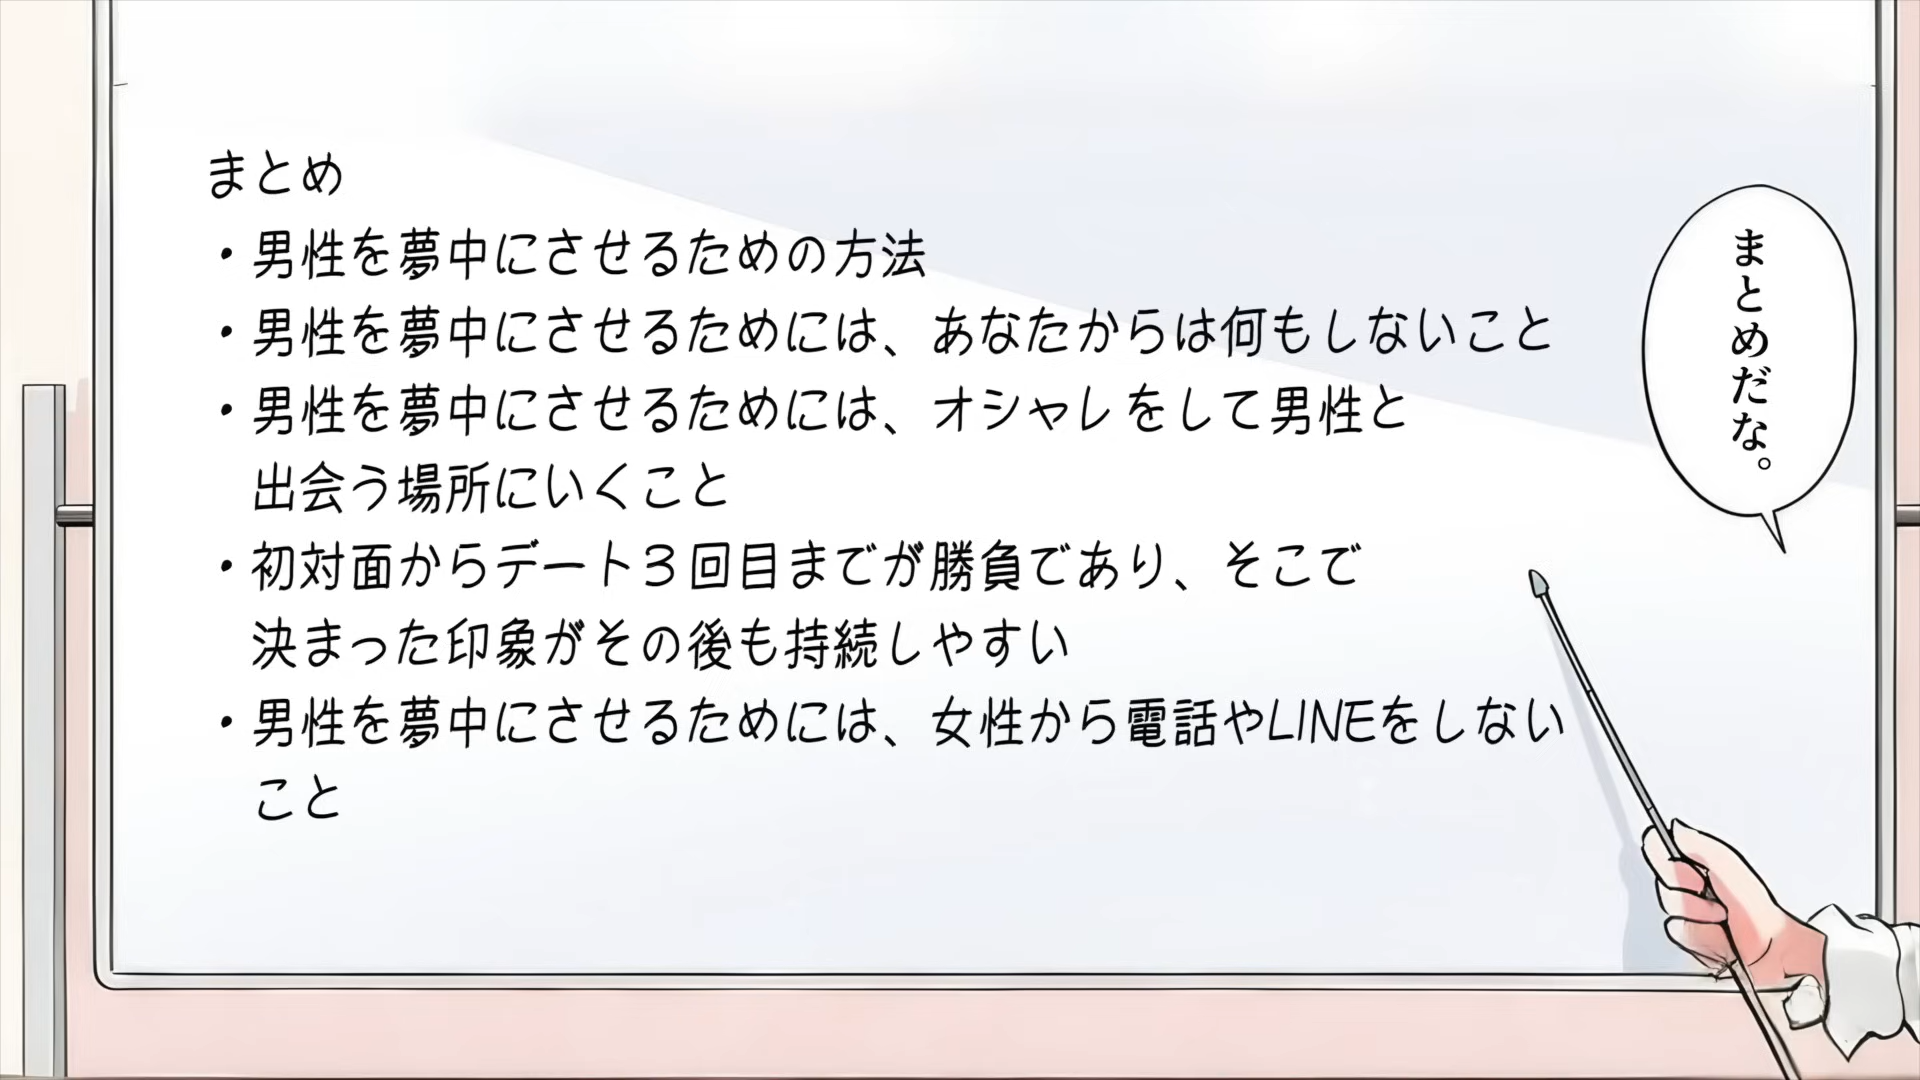 まとめ
・男性を夢中にさせるための方法
・男性を夢中にさせるためには、あなたからは何もしないこと
・男性を夢中にさせるためには、オシャレをして男性と
出会う場所にいくこと
・初対面からデート３回目までが勝負であり、そこで
決まった印象がその後も持続しやすい
・男性を夢中にさせるためには、女性から電話やLINEをしない
こと
まとめだな。